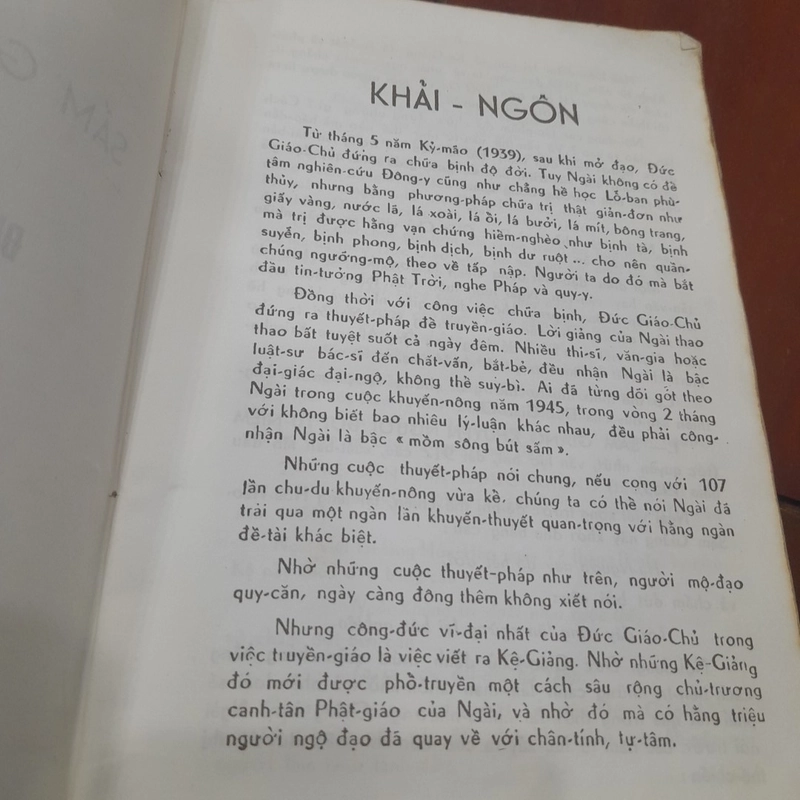 KHẢI - NGÔN
Từ tháng 5 năm Kỷ-mão (1939), sau khi mở đạo, Đức
Giáo-Chủ đứng ra chữa bịnh độ đời. Tuy Ngài không có để
tâm nghiên-cứu Đông-y cũng như chẳng hề học Lỗ-ban phù-
thủy, nhưng bằng phương-pháp chữa trị thật giản-đơn như
giấy vàng, nước lã, lá xoài, lá ổi, lá bưởi, lá mít, bông trang,
mà trị được hằng vạn chứng hiểm-nghèo như bịnh tà, bịnh
suyễn, bịnh phong, bịnh dịch, bịnh dư ruột ... cho nên quần-
chúng ngưỡng-mộ, theo về tấp nập. Người ta do đó mà bắt
đầu tin-tưởng Phật Trời, nghe Pháp và quy-y.
Đồng thời với công việc chữa bịnh, Đức Giáo-Chủ
đứng ra thuyết-pháp để truyền-giáo. Lời giảng của Ngài thao
thao bất tuyệt suốt cả ngày đêm. Nhiều thi-sĩ, văn-gia hoặc
luật-sư bác-sĩ đến chất-vấn, bắt-bẻ, đều nhận Ngài là bậc
đại-giác đại-ngộ, không thể suy-bì. Ai đã từng dõi gót theo
Ngài trong cuộc khuyến-nông năm 1945, trong vòng 2 tháng
với không biết bao nhiêu lý-luận khác nhau, đều phải công-
nhận Ngài là bậc « mồm sông bút sấm ».
Những cuộc thuyết-pháp nói chung, nếu cọng với 107
lần chu-du khuyến-nông vừa kể, chúng ta có thể nói Ngài đã
trải qua một ngàn lần khuyến-thuyết quan-trọng với hằng ngàn
đề-tài khác biệt.
Nhờ những cuộc thuyết-pháp như trên, người mộ-đạo
quy-căn, ngày càng đông thêm không xiết nói.
Nhưng công-đức vĩ-đại nhất của Đức Giáo-Chủ trong
việc truyền-giáo là việc viết ra Kệ-Giảng. Nhờ những Kệ-Giảng
đó mới được phổ-truyền một cách sâu rộng chủ-trương
canh-tân Phật-giáo của Ngài, và nhờ đó mà có hằng triệu
người ngộ đạo đã quay về với chân-tính, tự-tâm.